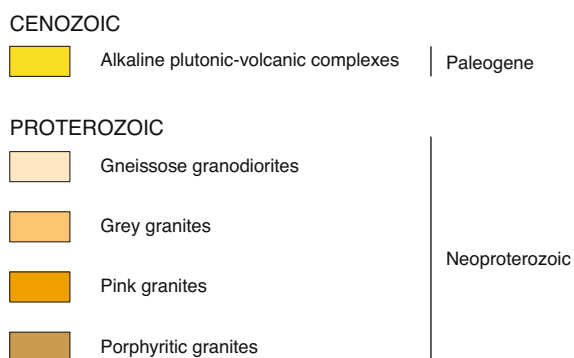 CENOZOIC
Alkaline plutonic-volcanic complexes
Paleogene
PROTEROZOIC
Gneissose granodiorites
Grey granites
Neoproterozoic
Pink granites
Porphyritic granites